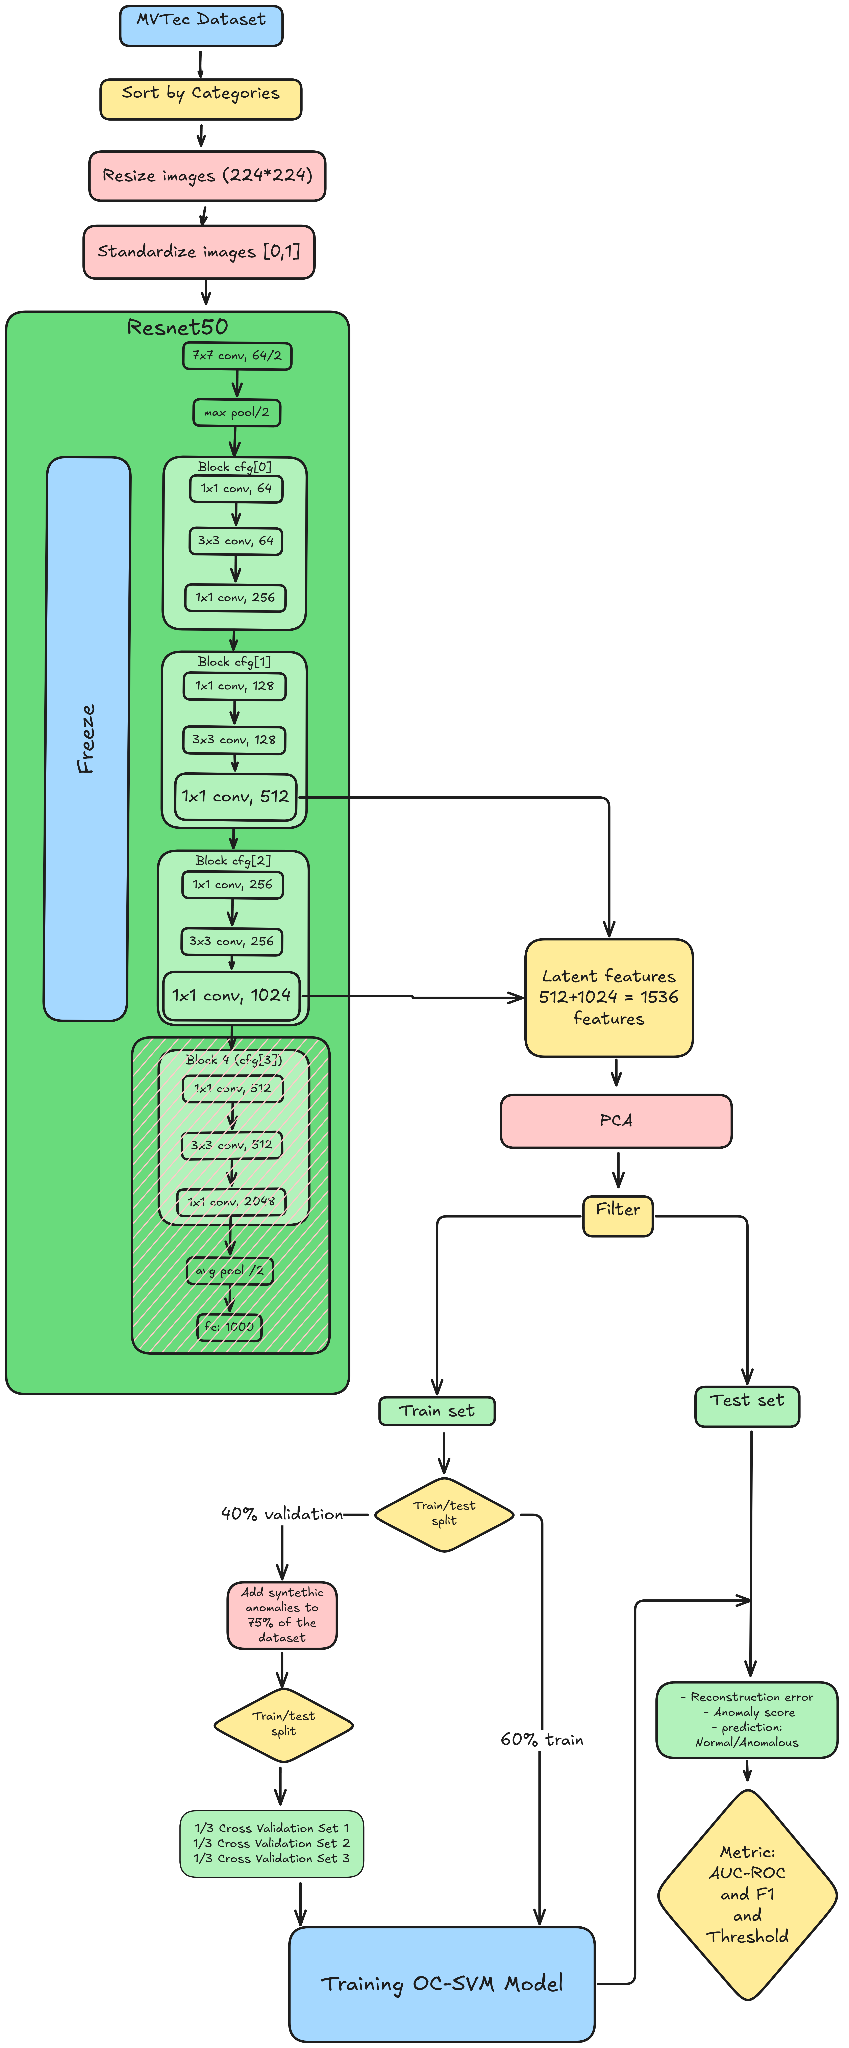 MVTec Dataset
Sort by Categories
Resize images (224*224)
Standardize images [0,1]
Resnet50
7x7 conv, 64/2
max pool/2
Block cfg[0]
1x1 conv, 64
3x3 conv, 64
1x1 conv, 256
Block cfg[1]
1x1 conv, 128
3x3 conv, 128
1x1 conv, 512
Freeze
Block cfg[2]
1x1 conv, 256
3x3 conv, 256
1x1 conv, 1024
Block 4 (cfg[3])
1x1 conv, 512
3x3 conv, 512
1x1 conv, 2048
avg pool /2
fc: 1000
Latent features
512+1024 = 1536
features
PCA
Filter
Train set
Test set
Train/test
split
40% validation
Add syntethic
anomalies to
75% of the
dataset
Train/test
split
60% train
1/3 Cross Validation Set 1
1/3 Cross Validation Set 2
1/3 Cross Validation Set 3
Training OC-SVM Model
- Reconstruction error
- Anomaly score
- prediction:
Normal/Anomalous
Metric:
AUC-ROC
and F1
and
Threshold